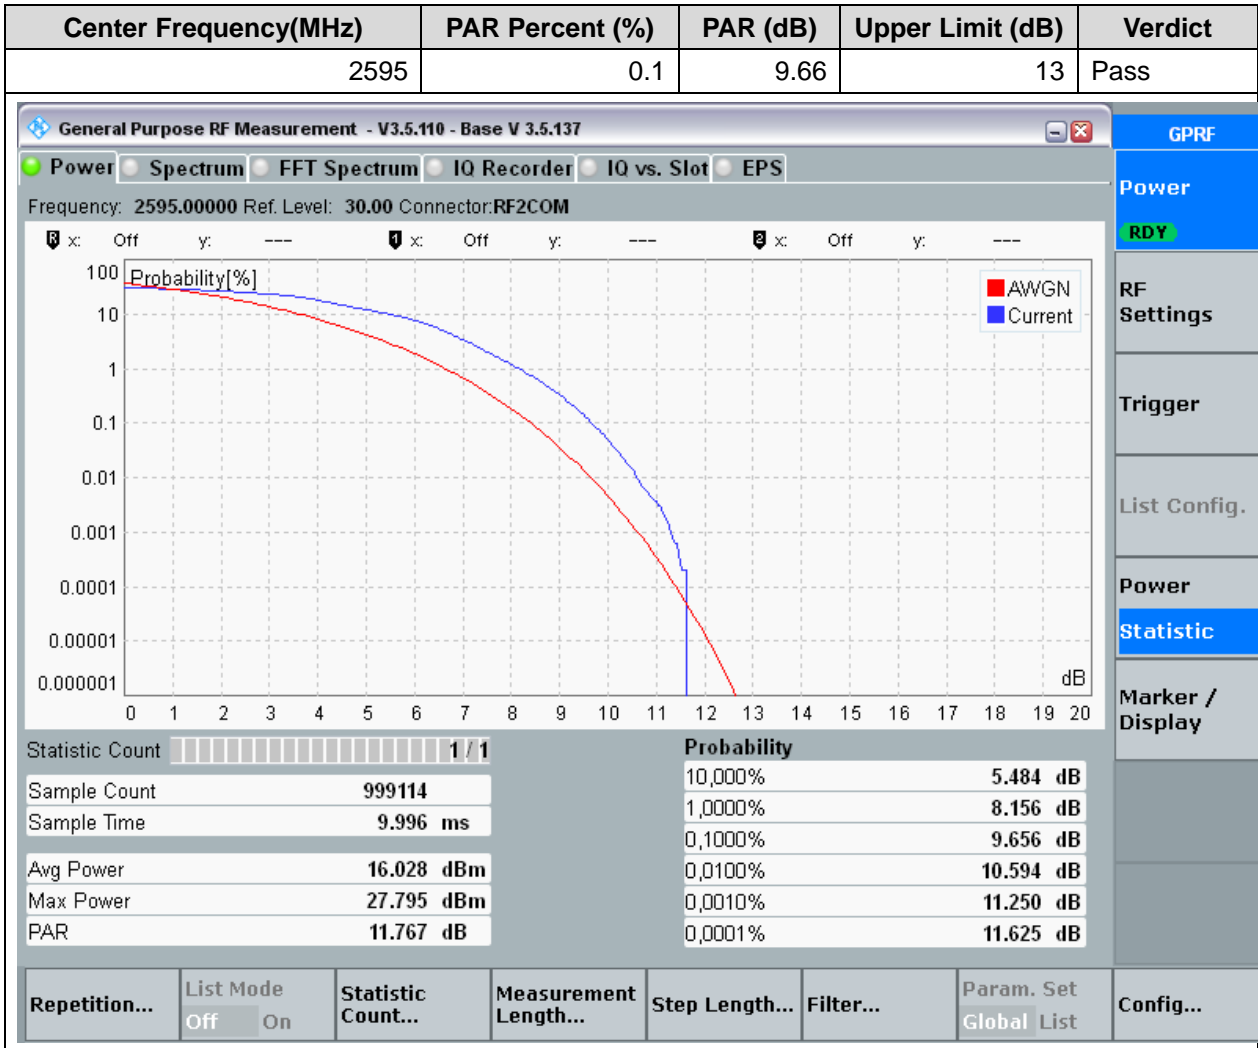 Center Frequency(MHz) PAR Percent (%) PAR (dB) Upper Limit (dB) Verdict
2595 0.1 9.66 13 Pass
General Purpose RF Measurement - V3.5.110 - Base V 3.5.137
GPRF
Power Spectrum FFT Spectrum IQ Recorder IQ vs. Slot EPS
Power
RDY
Frequency: 2595.00000 Ref. Level: 30.00 Connector:RF2COM
R x: Off y: --- 1 x: Off y: --- 2 x: Off y: ---
Probability[%]
AWGN
Current
100
10
1
0.1
0.01
0.001
0.0001
0.00001
0.000001
dB
0 1 2 3 4 5 6 7 8 9 10 11 12 13 14 15 16 17 18 19 20
RF
Settings
Trigger
List Config.
Power
Statistic
Marker /
Display
Statistic Count 1 / 1
Sample Count 999114
Sample Time 9.996 ms
Avg Power 16.028 dBm
Max Power 27.795 dBm
PAR 11.767 dB
Probability
10,000% 5.484 dB
1,0000% 8.156 dB
0,1000% 9.656 dB
0,0100% 10.594 dB
0,0010% 11.250 dB
0,0001% 11.625 dB
Repetition...
List Mode
Off On
Statistic
Count...
Measurement
Length...
Step Length...
Filter...
Param. Set
Global List
Config...